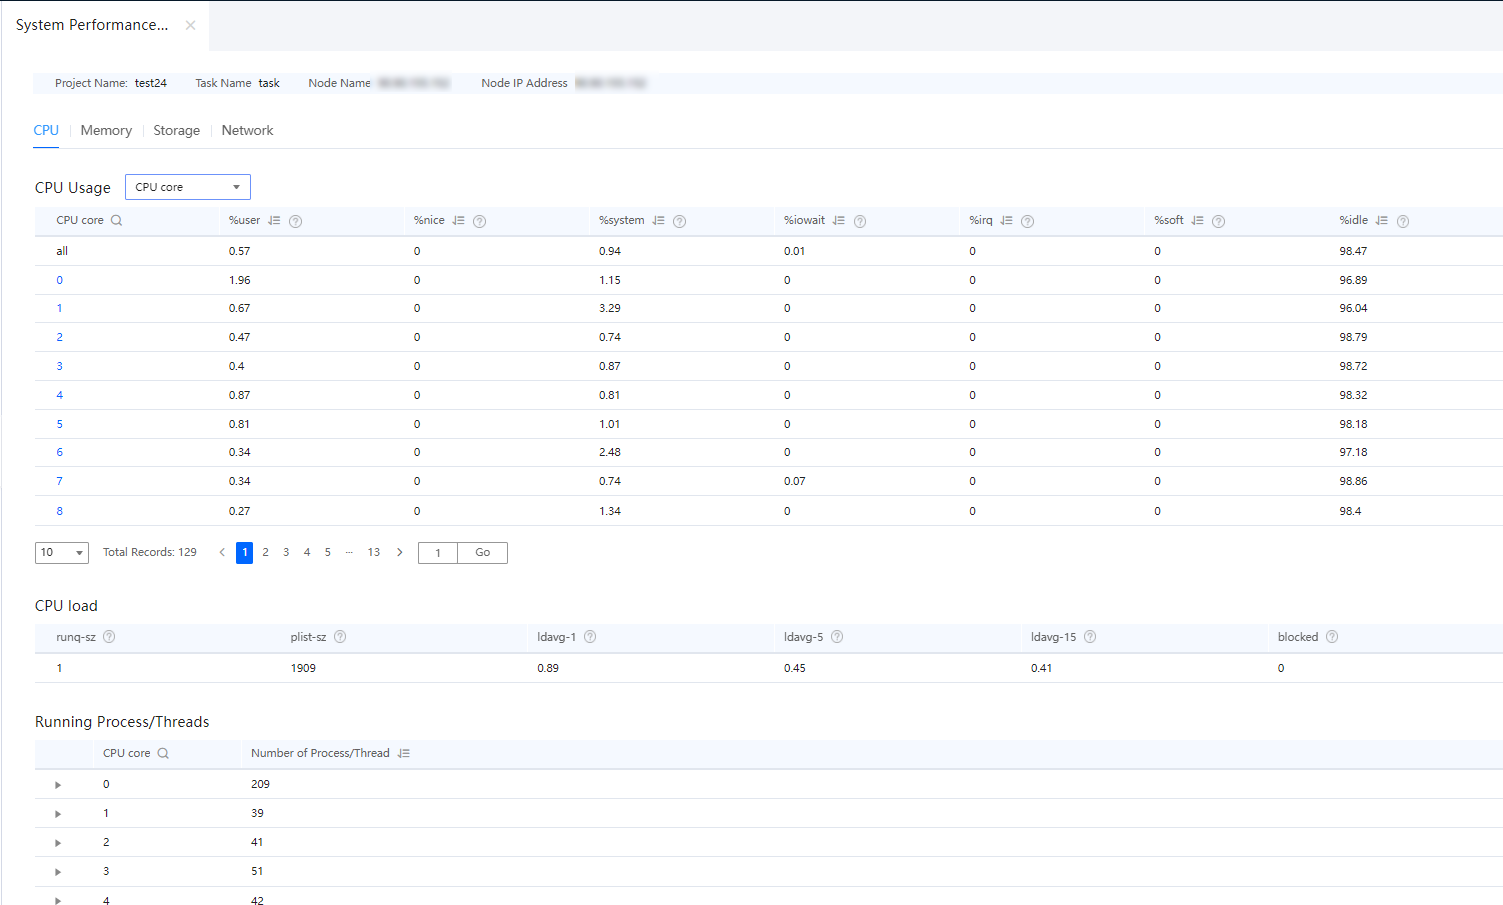 System Performance...
Project Name: test24 Task Name task Node Name Node IP Address
CPU Memory Storage Network
CPU Usage CPU core
CPU core %user %nice %system %iowait %irq %soft %idle
all 0.57 0 0.94 0.01 0 0 98.47
0 1.96 0 1.15 0 0 0 96.89
1 0.67 0 3.29 0 0 0 96.04
2 0.47 0 0.74 0 0 0 98.79
3 0.4 0 0.87 0 0 0 98.72
4 0.87 0 0.81 0 0 0 98.32
5 0.81 0 1.01 0 0 0 98.18
6 0.34 0 2.48 0 0 0 97.18
7 0.34 0 0.74 0.07 0 0 98.86
8 0.27 0 1.34 0 0 0 98.4
10 Total Records: 129 < 1 2 3 4 5 ... 13 > 1 Go
CPU load
runq-sz plist-sz ldavg-1 ldavg-5 ldavg-15 blocked
1 1909 0.89 0.45 0.41 0
Running Process/Threads
CPU core Number of Process/Thread
0 209
1 39
2 41
3 51
4 42